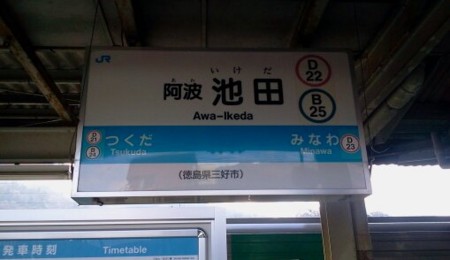 JR
あわ いけだ
阿波 池田
Awa-Ikeda
D
22
B
25
つくだ
Tsukuda
みなわ
Minawa
D
23
(徳島県三好市)
発車時刻 Timetable